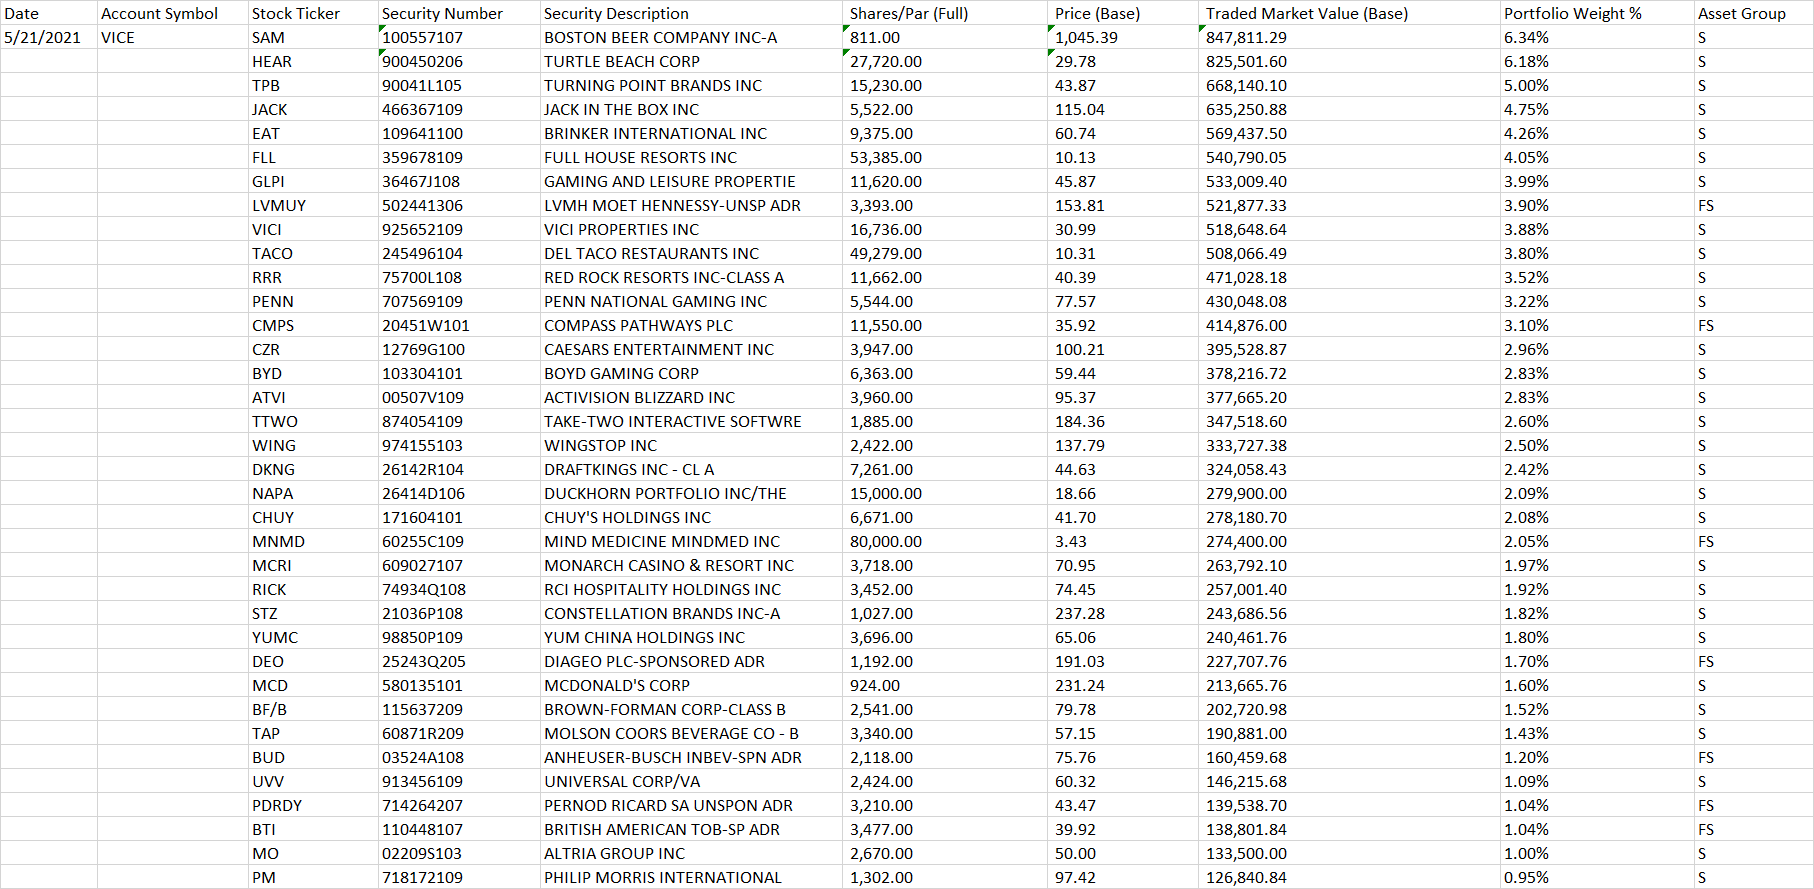 Date Account Symbol Stock Ticker Security Number Security Description Shares/Par (Full) Price (Base) Traded Market Value (Base) Portfolio Weight % Asset Group
5/21/2021 VICE SAM 100557107 BOSTON BEER COMPANY INC-A 811.00 1,045.39 847,811.29 6.34% S
HEAR 900450206 TURTLE BEACH CORP 27,720.00 29.78 825,501.60 6.18% S
TPB 90041L105 TURNING POINT BRANDS INC 15,230.00 43.87 668,140.10 5.00% S
JACK 466367109 JACK IN THE BOX INC 5,522.00 115.04 635,250.88 4.75% S
EAT 109641100 BRINKER INTERNATIONAL INC 9,375.00 60.74 569,437.50 4.26% S
FLL 359678109 FULL HOUSE RESORTS INC 53,385.00 10.13 540,790.05 4.05% S
GLPI 36467J108 GAMING AND LEISURE PROPERTIE 11,620.00 45.87 533,009.40 3.99% S
LVMUY 502441306 LVMH MOET HENNESSY-UNSP ADR 3,393.00 153.81 521,877.33 3.90% FS
VICI 925652109 VICI PROPERTIES INC 16,736.00 30.99 518,648.64 3.88% S
TACO 245496104 DEL TACO RESTAURANTS INC 49,279.00 10.31 508,066.49 3.80% S
RRR 75700L108 RED ROCK RESORTS INC-CLASS A 11,662.00 40.39 471,028.18 3.52% S
PENN 707569109 PENN NATIONAL GAMING INC 5,544.00 77.57 430,048.08 3.22% S
CMPS 20451W101 COMPASS PATHWAYS PLC 11,550.00 35.92 414,876.00 3.10% FS
CZR 12769G100 CAESARS ENTERTAINMENT INC 3,947.00 100.21 395,528.87 2.96% S
BYD 103304101 BOYD GAMING CORP 6,363.00 59.44 378,216.72 2.83% S
ATVI 00507V109 ACTIVISION BLIZZARD INC 3,960.00 95.37 377,665.20 2.83% S
TTWO 874054109 TAKE-TWO INTERACTIVE SOFTWRE 1,885.00 184.36 347,518.60 2.60% S
WING 974155103 WINGSTOP INC 2,422.00 137.79 333,727.38 2.50% S
DKNG 26142R104 DRAFTKINGS INC - CL A 7,261.00 44.63 324,058.43 2.42% S
NAPA 26414D106 DUCKHORN PORTFOLIO INC/THE 15,000.00 18.66 279,900.00 2.09% S
CHUY 171604101 CHUY'S HOLDINGS INC 6,671.00 41.70 278,180.70 2.08% S
MNMD 60255C109 MIND MEDICINE MINDMED INC 80,000.00 3.43 274,400.00 2.05% FS
MCRI 609027107 MONARCH CASINO & RESORT INC 3,718.00 70.95 263,792.10 1.97% S
RICK 74934Q108 RCI HOSPITALITY HOLDINGS INC 3,452.00 74.45 257,001.40 1.92% S
STZ 21036P108 CONSTELLATION BRANDS INC-A 1,027.00 237.28 243,686.56 1.82% S
YUMC 98850P109 YUM CHINA HOLDINGS INC 3,696.00 65.06 240,461.76 1.80% S
DEO 25243Q205 DIAGEO PLC-SPONSORED ADR 1,192.00 191.03 227,707.76 1.70% FS
MCD 580135101 MCDONALD'S CORP 924.00 231.24 213,665.76 1.60% S
BF/B 115637209 BROWN-FORMAN CORP-CLASS B 2,541.00 79.78 202,720.98 1.52% S
TAP 60871R209 MOLSON COORS BEVERAGE CO - B 3,340.00 57.15 190,881.00 1.43% S
BUD 03524A108 ANHEUSER-BUSCH INBEV-SPN ADR 2,118.00 75.76 160,459.68 1.20% FS
UVV 913456109 UNIVERSAL CORP/VA 2,424.00 60.32 146,215.68 1.09% S
PDRDY 714264207 PERNOD RICARD SA UNSPON ADR 3,210.00 43.47 139,538.70 1.04% FS
BTI 110448107 BRITISH AMERICAN TOB-SP ADR 3,477.00 39.92 138,801.84 1.04% FS
MO 02209S103 ALTRIA GROUP INC 2,670.00 50.00 133,500.00 1.00% S
PM 718172109 PHILIP MORRIS INTERNATIONAL 1,302.00 97.42 126,840.84 0.95% S